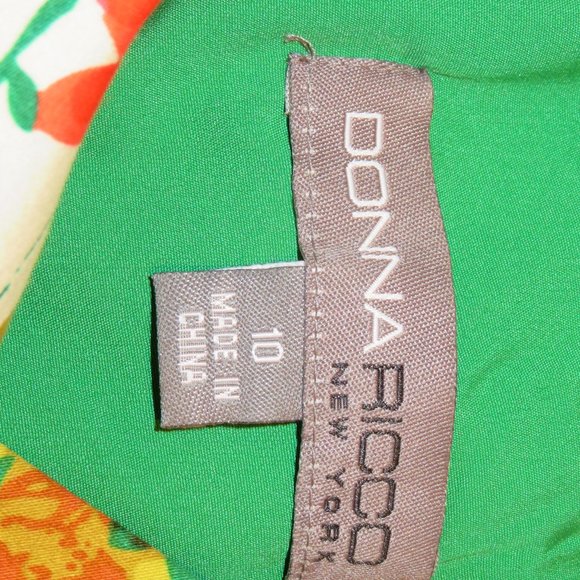 DONNA RICCO
NEW YORK
10
MADE IN
CHINA